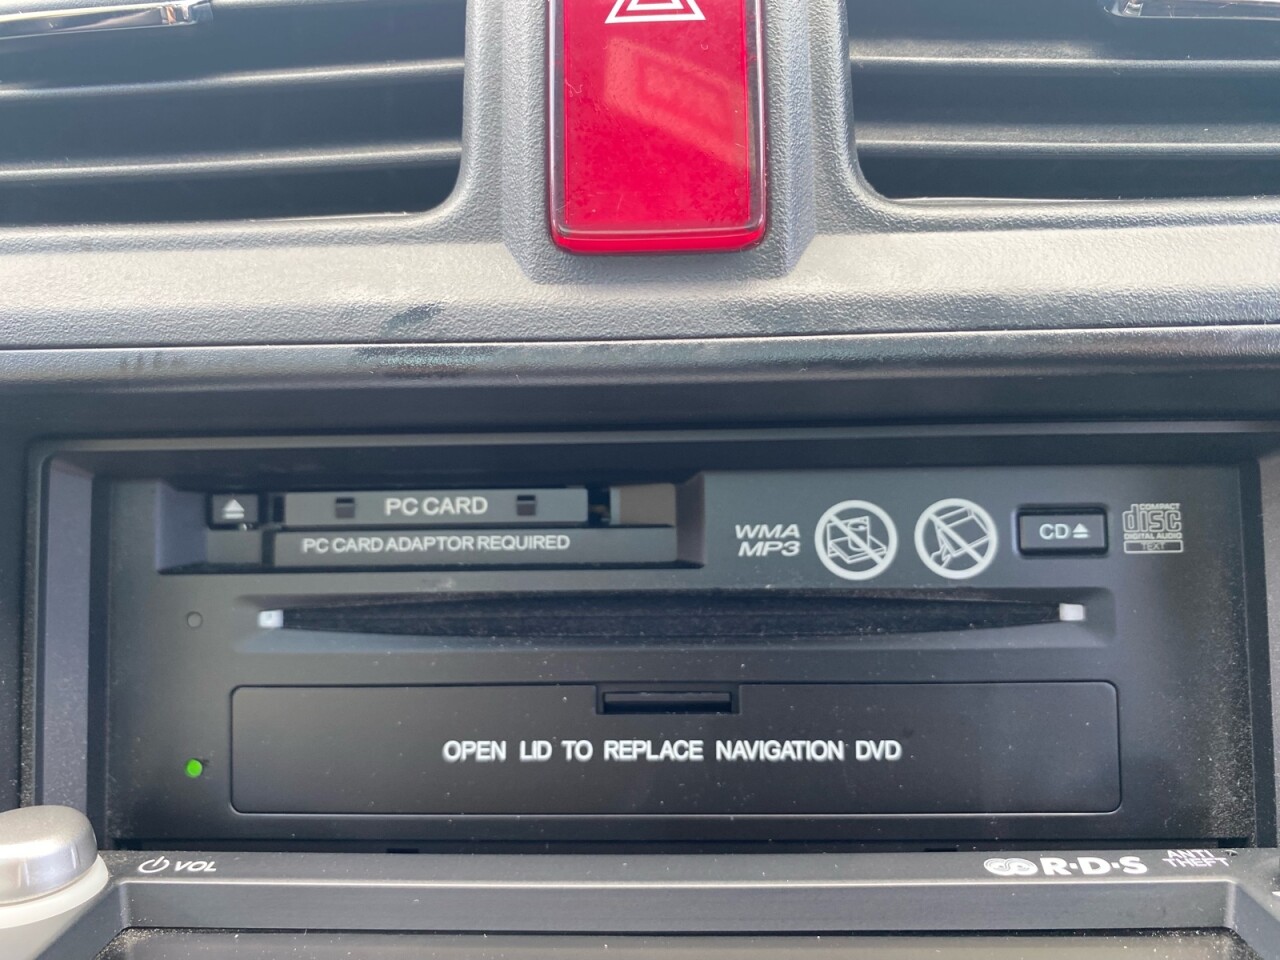 PC CARD
PC CARD ADAPTOR REQUIRED
WMA
MP3
CD
COMPACT
disc
DIGITAL AUDIO
TEXT
OPEN LID TO REPLACE NAVIGATION DVD
VOL
R·D·S
ANTI
THEFT